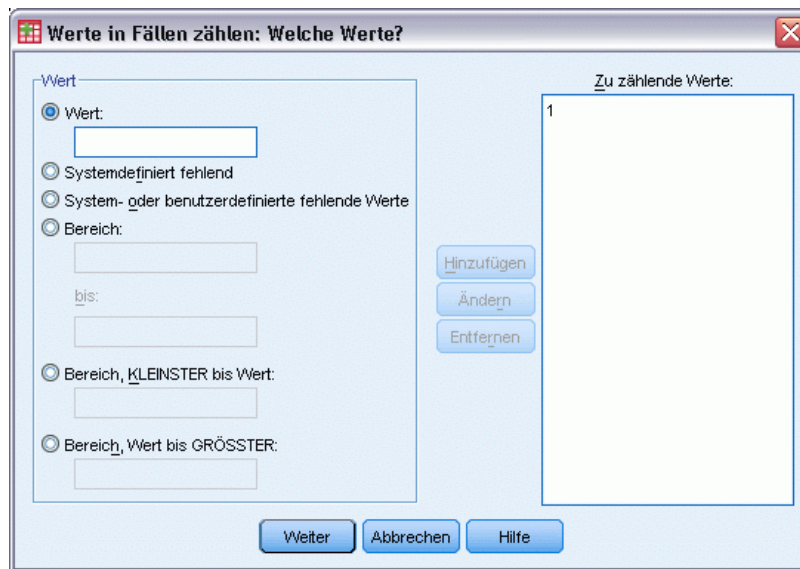 Werte in Fällen zählen: Welche Werte?
Wert
Wert:
Systemdefiniert fehlend
System- oder benutzerdefinierte fehlende Werte
Bereich:
bis:
Bereich, KLEINSTER bis Wert:
Bereich, Wert bis GRÖSSTER:
Hinzufügen
Ändern
Entfernen
Zu zählende Werte:
1
Weiter
Abbrechen
Hilfe